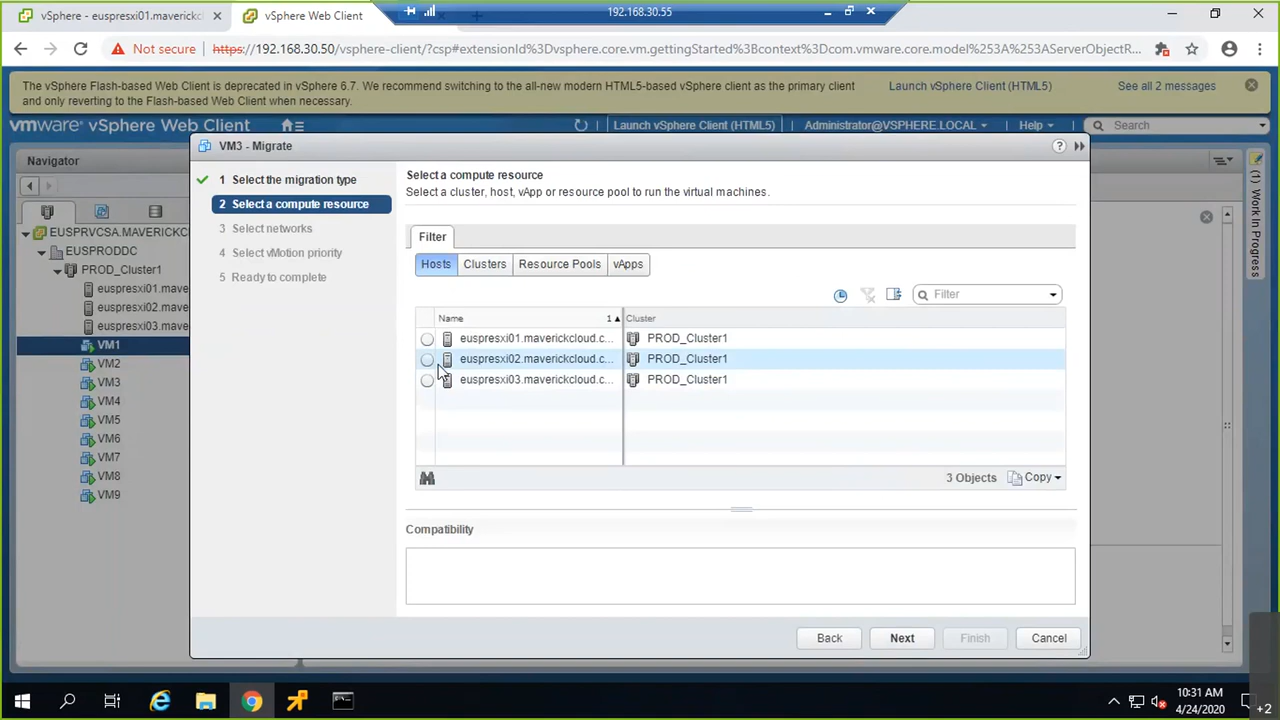 vSphere - euspresxi01.maverickcl
vSphere Web Client
192.168.30.55
Not secure
https://192.168.30.50/vsphere-client/?csp#extensionId%3Dvsphere.core.vm.gettingStarted%3Bcontext%3Dcom.vmware.core.model%253A%253AServerObjectR...
The vSphere Flash-based Web Client is deprecated in vSphere 6.7. We recommend switching to the all-new modern HTML5-based vSphere client as the primary client
and only reverting to the Flash-based Web Client when necessary.
Launch vSphere Client (HTML5)
See all 2 messages
vmware vSphere Web Client
Launch vSphere Client (HTML5)
Administrator@VSPHERE.LOCAL
Help
Search
Navigator
EUSPRVCSA.MAVERICKC
EUSPRODDC
PROD_Cluster1
euspresxi01.mave
euspresxi02.mave
euspresxi03.mave
VM1
VM2
VM3
VM4
VM5
VM6
VM7
VM8
VM9
VM3 - Migrate
?
1 Select the migration type
2 Select a compute resource
3 Select networks
4 Select vMotion priority
5 Ready to complete
Select a compute resource
Select a cluster, host, vApp or resource pool to run the virtual machines.
Filter
Hosts
Clusters
Resource Pools
vApps
Filter
Name
1
Cluster
euspresxi01.maverickcloud.c...
PROD_Cluster1
euspresxi02.maverickcloud.c...
PROD_Cluster1
euspresxi03.maverickcloud.c...
PROD_Cluster1
3 Objects
Copy
Compatibility
Back
Next
Finish
Cancel
(1) Work In Progress
10:31 AM
4/24/2020
+2